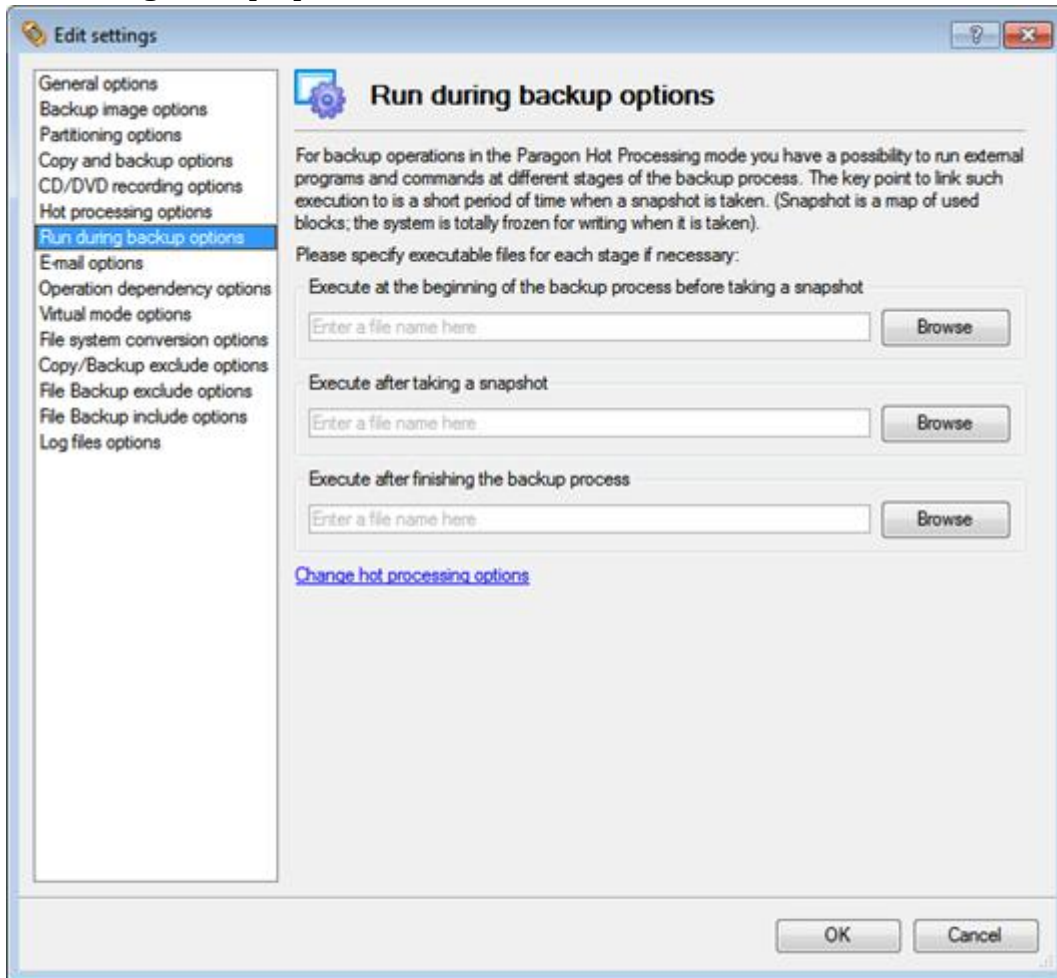 Edit settings
General options
Backup image options
Partitioning options
Copy and backup options
CD/DVD recording options
Hot processing options
Run during backup options
E-mail options
Operation dependency options
Virtual mode options
File system conversion options
Copy/Backup exclude options
File Backup exclude options
File Backup include options
Log files options
Run during backup options
For backup operations in the Paragon Hot Processing mode you have a possibility to run external
programs and commands at different stages of the backup process. The key point to link such
execution to is a short period of time when a snapshot is taken. (Snapshot is a map of used
blocks; the system is totally frozen for writing when it is taken).
Please specify executable files for each stage if necessary:
Execute at the beginning of the backup process before taking a snapshot
Enter a file name here
Browse
Execute after taking a snapshot
Enter a file name here
Browse
Execute after finishing the backup process
Enter a file name here
Browse
Change hot processing options
OK
Cancel